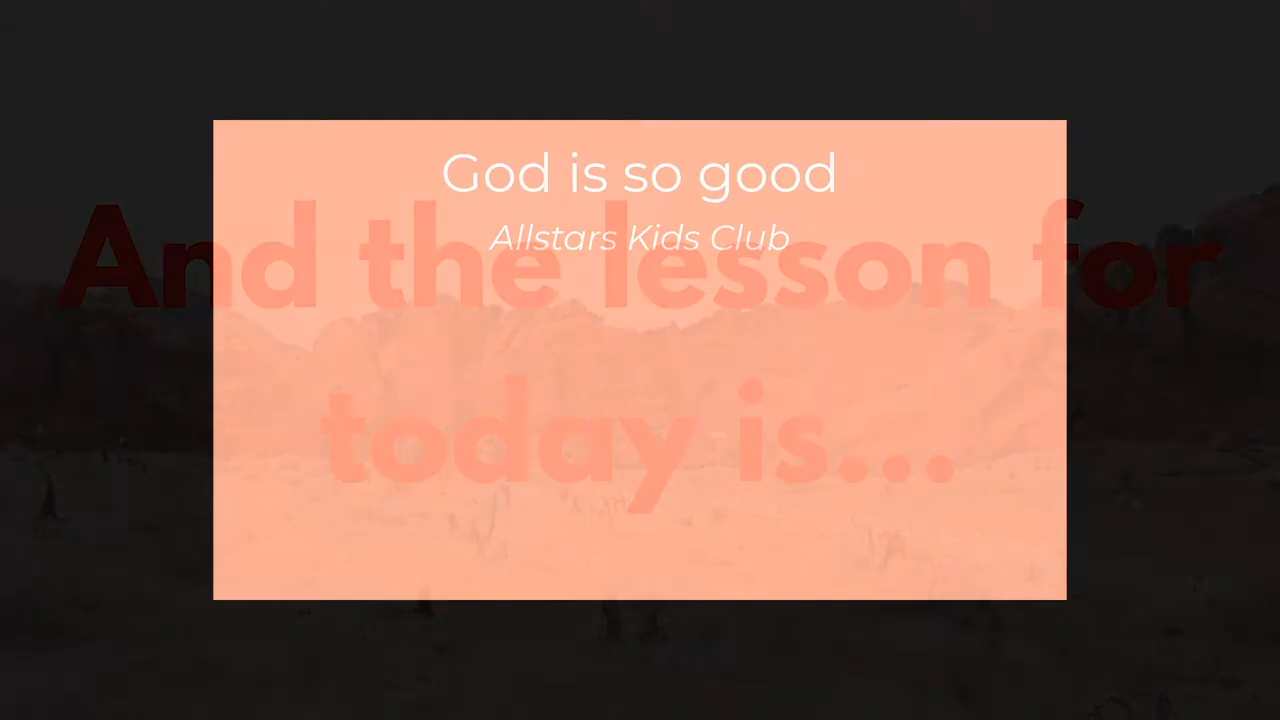 God is so good
Allstars Kids Club
And the lesson for
today is...